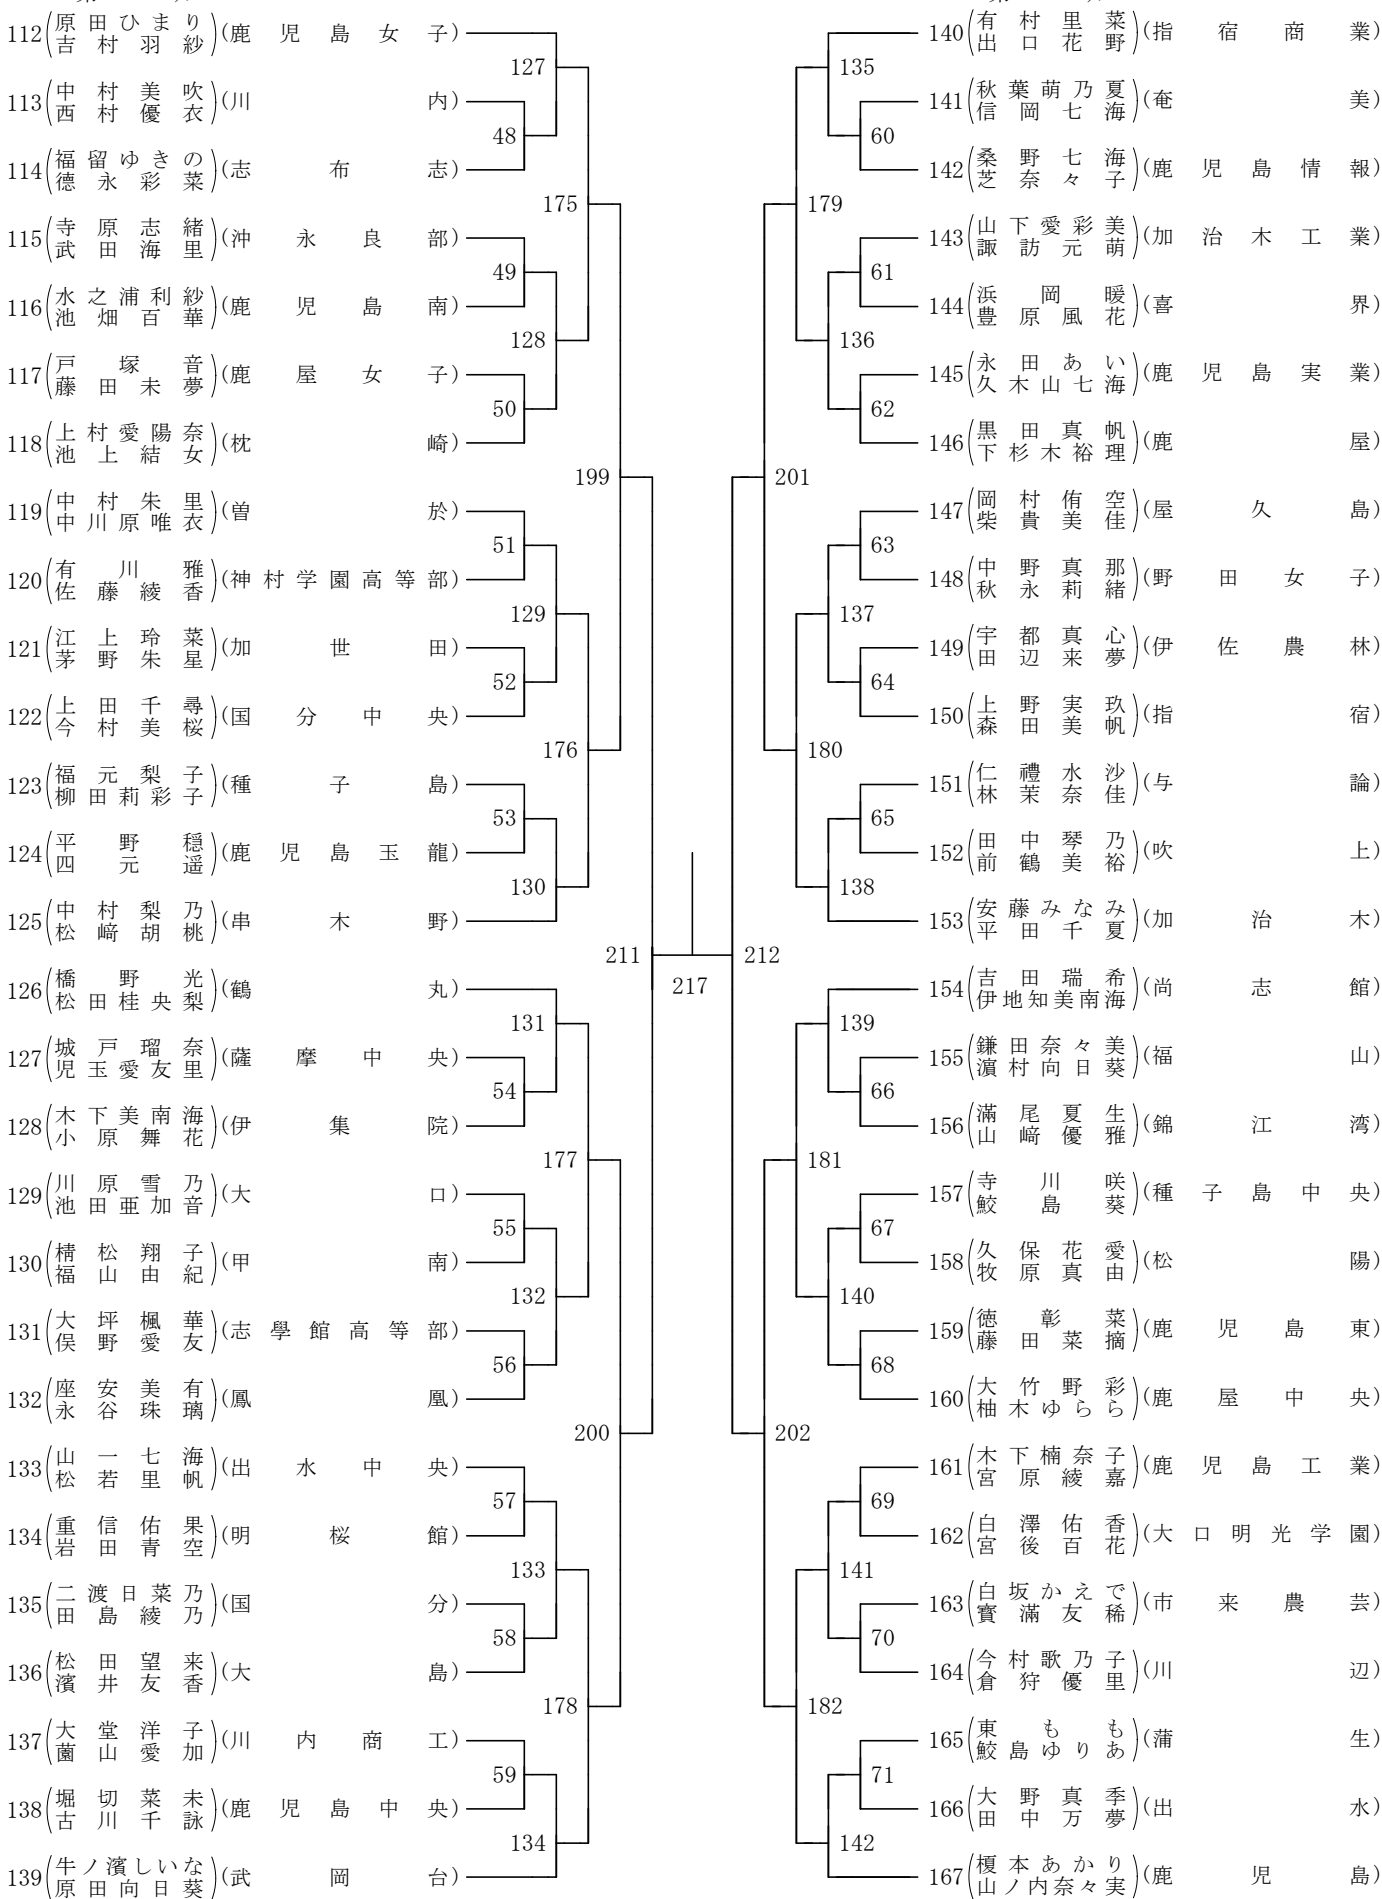 112(原田ひまり 吉村羽紗)(鹿児島女子)
113(中村美吹 西村優衣)(川内)
114(福留ゆきの 德永彩菜)(志布志)
115(寺原志緒 武田海里)(沖永良部)
116(水之浦利紗 池畑百華)(鹿児島南)
117(戸塚音 藤田未夢)(鹿屋女子)
118(上村愛陽奈 池上結女)(枕崎)
119(中村朱里 中川原唯衣)(曽於)
120(有川雅 佐藤綾香)(神村学園高等部)
121(江上玲菜 茅野朱星)(加世田)
122(上田千尋 今村美桜)(国分中央)
123(福元梨子 柳田莉彩子)(種子島)
124(平野穏 四元遥)(鹿児島玉龍)
125(中村梨乃 松﨑胡桃)(串木野)
126(橋野光 松田桂央梨)(鶴丸)
127(城戸瑠奈 児玉愛友里)(薩摩中央)
128(木下美南海 小原舞花)(伊集院)
129(川原雪乃 池田亜加音)(大口)
130(椿松翔子 福山由紀)(甲南)
131(大坪楓華 俣野愛友)(志學館高等部)
132(座安美有 永谷珠璃)(鳳凰)
133(山一七海 松若里帆)(出水中央)
134(重信佑果 岩田青空)(明桜館)
135(二渡日菜乃 田島綾乃)(国分)
136(松田望来 濱井友香)(大島)
137(大堂洋子 薗山愛加)(川内商工)
138(堀切菜未 古川千詠)(鹿児島中央)
139(牛ノ濱しいな 原田向日葵)(武岡台)
127
48
175
49
128
50
199
51
129
52
176
53
130
211
131
54
177
55
132
56
200
57
133
58
178
59
134
217
212
135
60
179
61
136
62
201
63
137
64
180
65
138
139
66
181
67
140
68
202
69
141
70
182
71
142
140(有村里菜 出口花野)(指宿商業)
141(秋葉萌乃夏 信岡七海)(奄美)
142(桑野七海 芝奈々子)(鹿児島情報)
143(山下愛彩美 諏訪元萌)(加治木工業)
144(浜岡暖 豊原風花)(喜界)
145(永田あい 久木山七海)(鹿児島実業)
146(黒田真帆 下杉木裕理)(鹿屋)
147(岡村侑空 柴貴美佳)(屋久島)
148(中野真那 秋永莉緒)(野田女子)
149(宇都真心 田辺来夢)(伊佐農林)
150(上野実玖 森田美帆)(指宿)
151(仁禮水沙 林茉奈佳)(与論)
152(田中琴乃 前鶴美裕)(吹上)
153(安藤みなみ 平田千夏)(加治木)
154(吉田瑞希 伊地知美南海)(尚志館)
155(鎌田奈々美 濵村向日葵)(福山)
156(満尾夏生 山﨑優雅)(錦江湾)
157(寺川咲 鮫島葵)(種子島中央)
158(久保花愛 牧原真由)(松陽)
159(徳彰菜 藤田菜摘)(鹿児島東)
160(大竹野彩 柚木ゆらら)(鹿屋中央)
161(木下楠奈子 宮原綾嘉)(鹿児島工業)
162(白澤佑香 宮後百花)(大口明光学園)
163(白坂かえで 寳満友稀)(市来農芸)
164(今村歌乃子 倉狩優里)(川辺)
165(東もも 鮫島ゆりあ)(蒲生)
166(大野真季 田中万夢)(出水)
167(榎本あかり 山ノ内奈々実)(鹿児島)